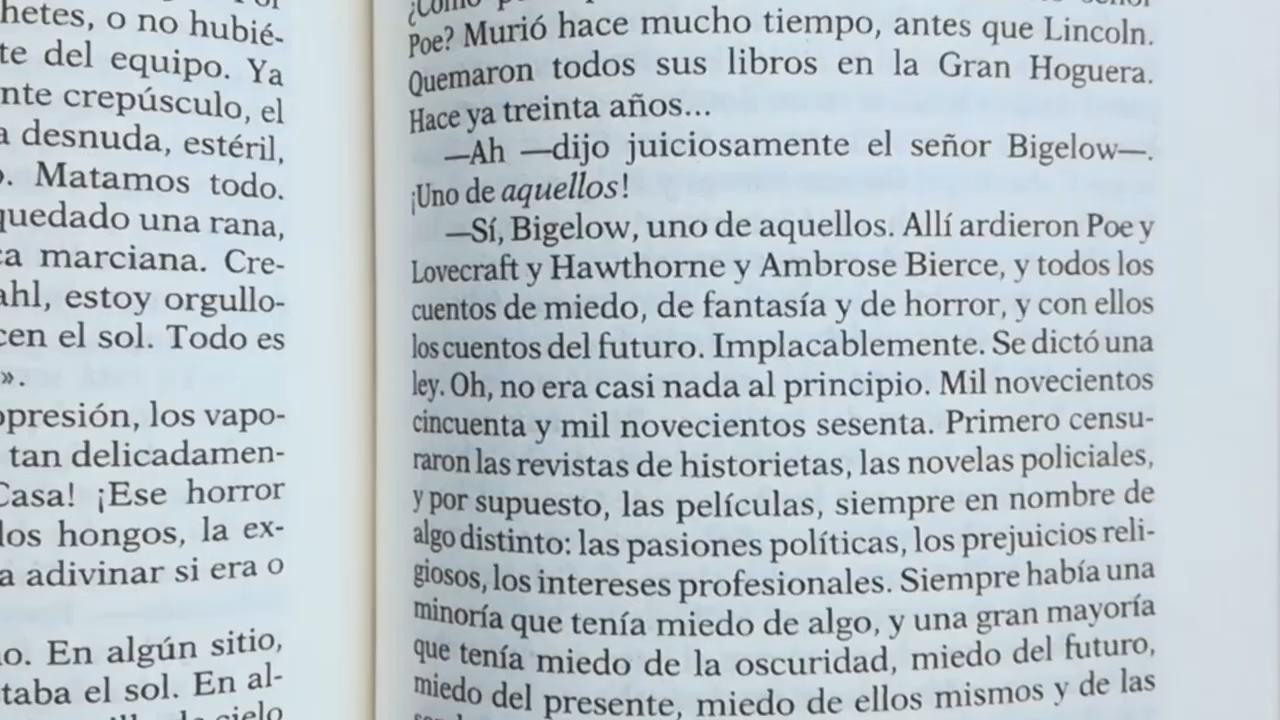 hetes, o no hubié-
te del equipo. Ya
nte crepúsculo, el
a desnuda, estéril,
o. Matamos todo.
quedado una rana,
ca marciana. Cre-
ahl, estoy orgullo-
cen el sol. Todo es
».
opresión, los vapo-
tan delicadamen-
Casa! ¡Ese horror
los hongos, la ex-
a adivinar si era o
no. En algún sitio,
taba el sol. En al-
cielo
¿Cómo
Poe? Murió hace mucho tiempo, antes que Lincoln.
Quemaron todos sus libros en la Gran Hoguera.
Hace ya treinta años...
—Ah —dijo juiciosamente el señor Bigelow—.
¡Uno de aquellos!
—Sí, Bigelow, uno de aquellos. Allí ardieron Poe y
Lovecraft y Hawthorne y Ambrose Bierce, y todos los
cuentos de miedo, de fantasía y de horror, y con ellos
los cuentos del futuro. Implacablemente. Se dictó una
ley. Oh, no era casi nada al principio. Mil novecientos
cincuenta y mil novecientos sesenta. Primero censu-
raron las revistas de historietas, las novelas policiales,
y por supuesto, las películas, siempre en nombre de
algo distinto: las pasiones políticas, los prejuicios reli-
giosos, los intereses profesionales. Siempre había una
minoría que tenía miedo de algo, y una gran mayoría
que tenía miedo de la oscuridad, miedo del futuro,
miedo del presente, miedo de ellos mismos y de las